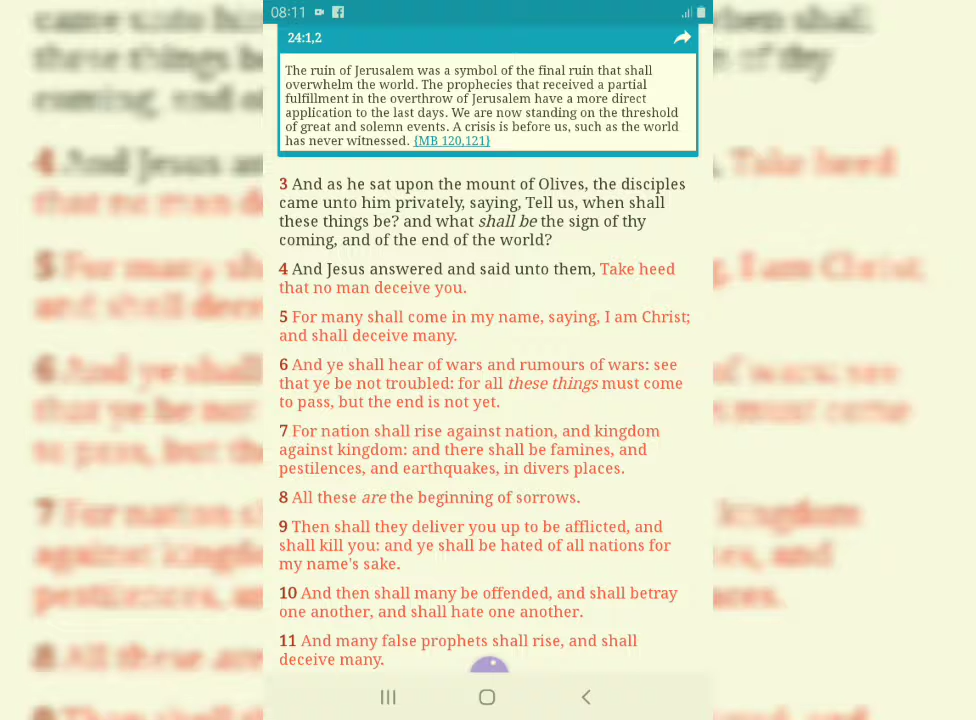 08:11
24:1,2
The ruin of Jerusalem was a symbol of the final ruin that shall
overwhelm the world. The prophecies that received a partial
fulfillment in the overthrow of Jerusalem have a more direct
application to the last days. We are now standing on the threshold
of great and solemn events. A crisis is before us, such as the world
has never witnessed. {MB 120,121}
3 And as he sat upon the mount of Olives, the disciples
came unto him privately, saying, Tell us, when shall
these things be? and what shall be the sign of thy
coming, and of the end of the world?
4 And Jesus answered and said unto them, Take heed
that no man deceive you.
5 For many shall come in my name, saying, I am Christ;
and shall deceive many.
6 And ye shall hear of wars and rumours of wars: see
that ye be not troubled: for all these things must come
to pass, but the end is not yet.
7 For nation shall rise against nation, and kingdom
against kingdom: and there shall be famines, and
pestilences, and earthquakes, in divers places.
8 All these are the beginning of sorrows.
9 Then shall they deliver you up to be afflicted, and
shall kill you: and ye shall be hated of all nations for
my name's sake.
10 And then shall many be offended, and shall betray
one another, and shall hate one another.
11 And many false prophets shall rise, and shall
deceive many.